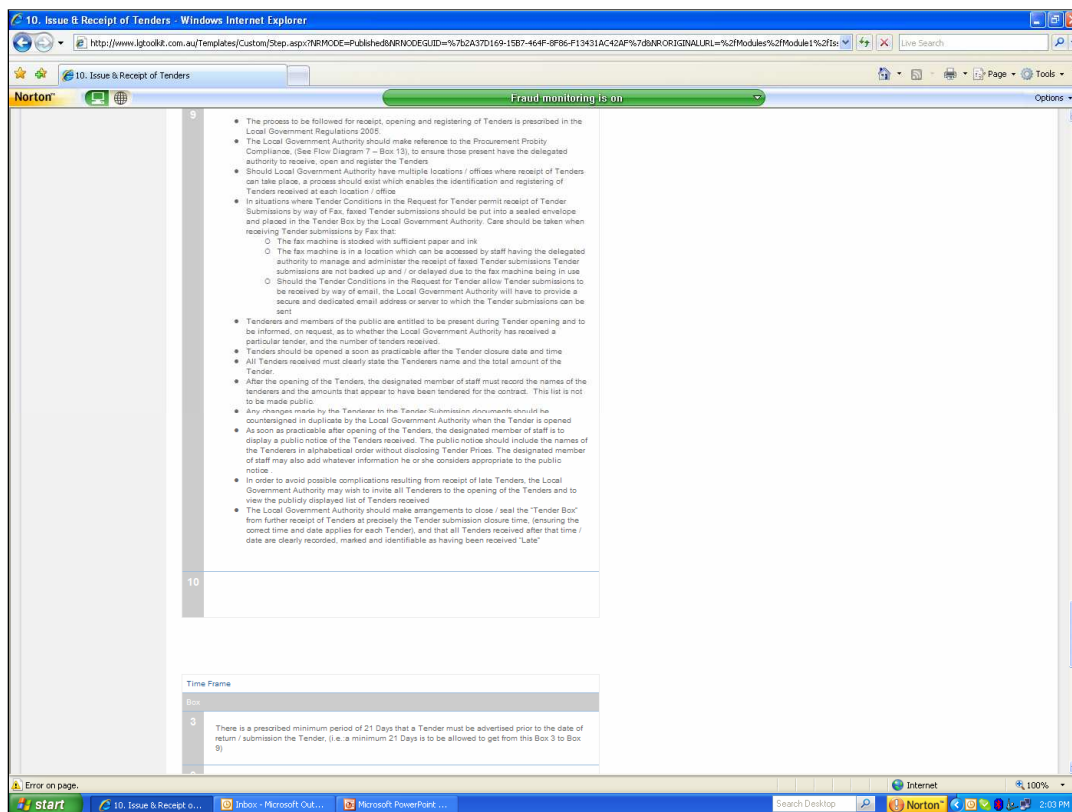 10. Issue & Receipt of Tenders - Windows Internet Explorer
http://www.lgtoolkit.com.au/Templates/Custom/Step.aspx?NRMODE=Published&NRNODEGUID=%7b2A37D169-15B7-464F-8F86-F13431AC42AF%7d&NRORIGINALURL=%2fModules%2fModule1%2fIs:
Live Search
10. Issue & Receipt of Tenders
Page
Tools
Norton
Fraud monitoring is on
Options
9
• The process to be followed for receipt, opening and registering of Tenders is prescribed in the
Local Government Regulations 2005.
• The Local Government Authority should make reference to the Procurement Probity
Compliance, (See Flow Diagram 7 – Box 13), to ensure those present have the delegated
authority to receive, open and register the Tenders
• Should Local Government Authority have multiple locations / offices where receipt of Tenders
can take place, a process should exist which enables the identification and registering of
Tenders received at each location / office
• In situations where Tender Conditions in the Request for Tender permit receipt of Tender
Submissions by way of Fax, faxed Tender submissions should be put into a sealed envelope
and placed in the Tender Box by the Local Government Authority. Care should be taken when
receiving Tender submissions by Fax that:
○ The fax machine is stocked with sufficient paper and ink
○ The fax machine is in a location which can be accessed by staff having the delegated
authority to manage and administer the receipt of faxed Tender submissions Tender
submissions are not backed up and / or delayed due to the fax machine being in use
○ Should the Tender Conditions in the Request for Tender allow Tender submissions to
be received by way of email, the Local Government Authority will have to provide a
secure and dedicated email address or server to which the Tender submissions can be
sent
• Tenderers and members of the public are entitled to be present during Tender opening and to
be informed, on request, as to whether the Local Government Authority has received a
particular tender, and the number of tenders received.
• Tenders should be opened a soon as practicable after the Tender closure date and time
• All Tenders received must clearly state the Tenderers name and the total amount of the
Tender.
• After the opening of the Tenders, the designated member of staff must record the names of the
tenderers and the amounts that appear to have been tendered for the contract. This list is not
to be made public.
• Any changes made by the Tenderer to the Tender Submission documents should be
countersigned in duplicate by the Local Government Authority when the Tender is opened
• As soon as practicable after opening of the Tenders, the designated member of staff is to
display a public notice of the Tenders received. The public notice should include the names of
the Tenderers in alphabetical order without disclosing Tender Prices. The designated member
of staff may also add whatever information he or she considers appropriate to the public
notice .
• In order to avoid possible complications resulting from receipt of late Tenders, the Local
Government Authority may wish to invite all Tenderers to the opening of the Tenders and to
view the publicly displayed list of Tenders received
• The Local Government Authority should make arrangements to close / seal the "Tender Box"
from further receipt of Tenders at precisely the Tender submission closure time, (ensuring the
correct time and date applies for each Tender), and that all Tenders received after that time /
date are clearly recorded, marked and identifiable as having been received "Late"
10
Time Frame
Box
3
There is a prescribed minimum period of 21 Days that a Tender must be advertised prior to the date of
return / submission the Tender, (i.e.:a minimum 21 Days is to be allowed to get from this Box 3 to Box
9)
Error on page.
Internet
100%
start
10. Issue & Receipt o...
Inbox - Microsoft Out...
Microsoft PowerPoint ...
Search Desktop
Norton
2:03 PM